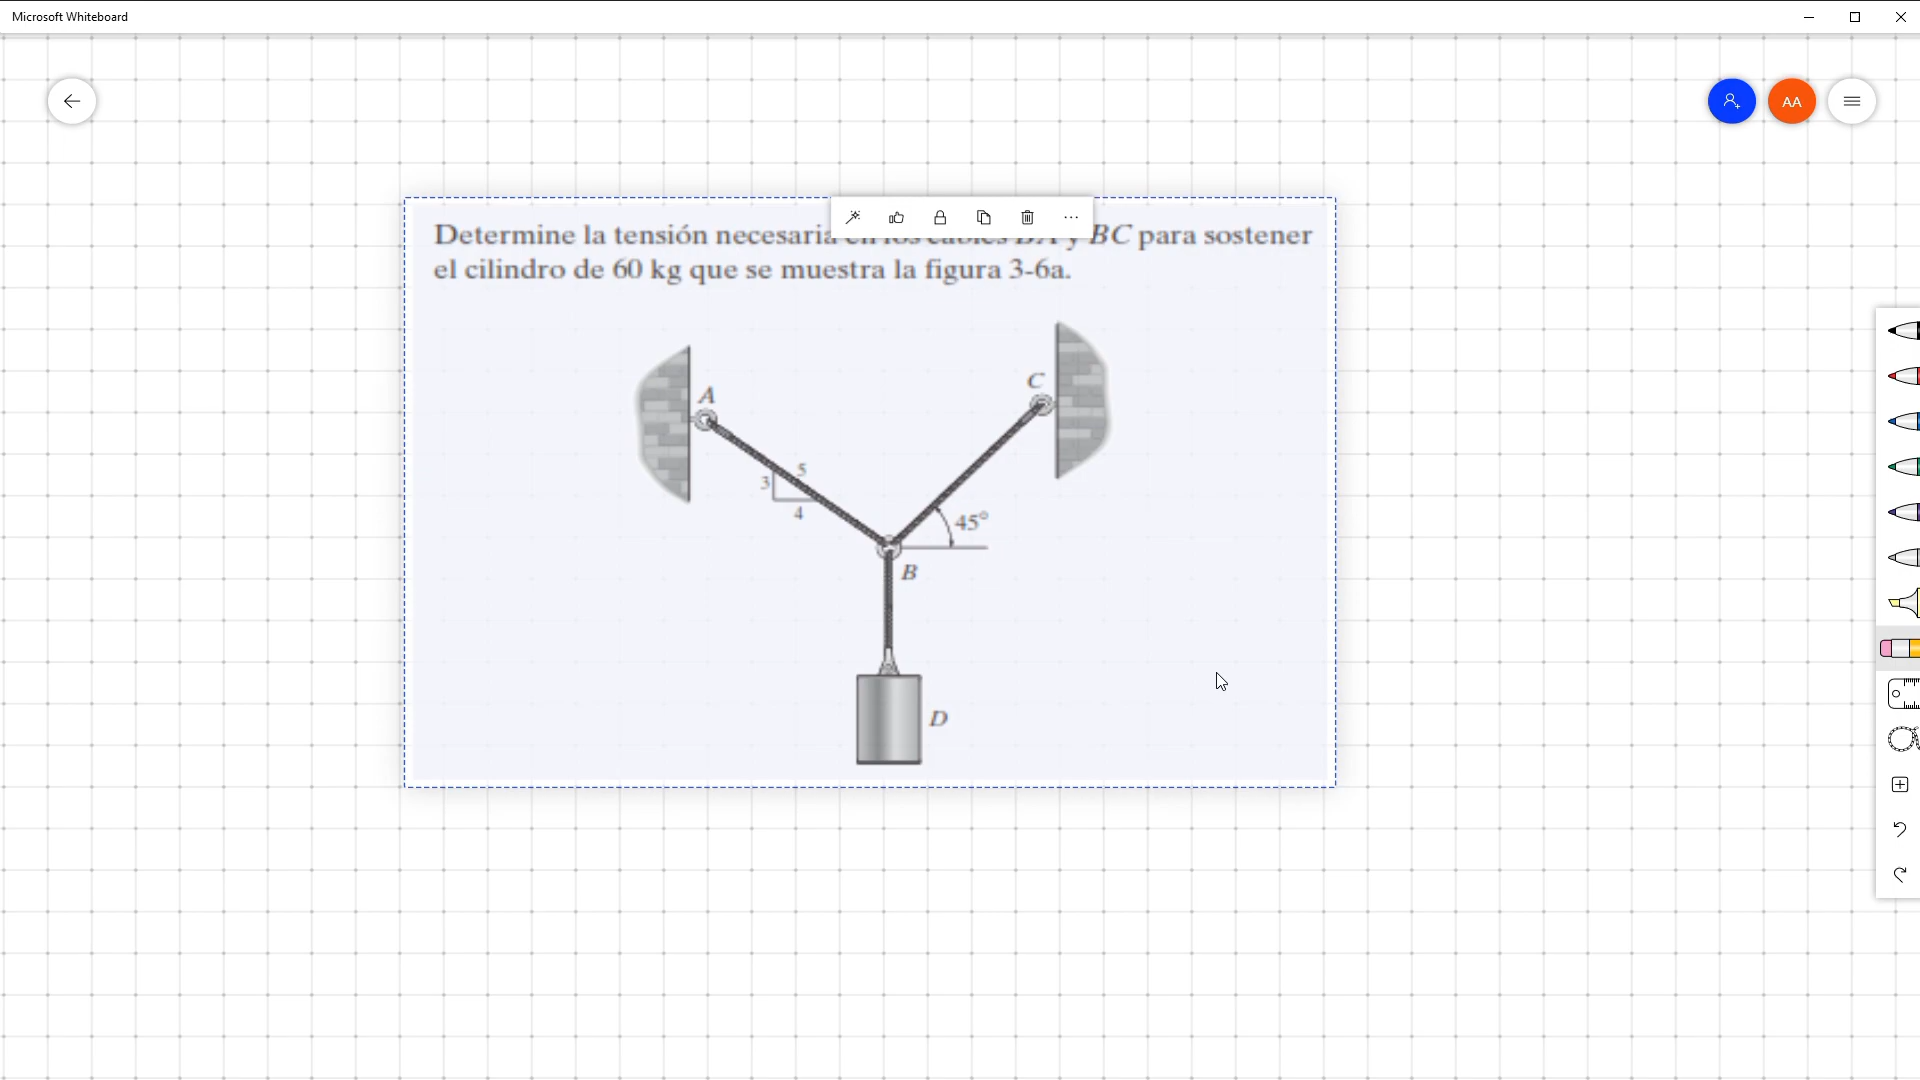 Microsoft Whiteboard
AA
Determine la tensión necesaria BC para sostener
el cilindro de 60 kg que se muestra la figura 3-6a.
A
C
5
3
4
45°
B
D